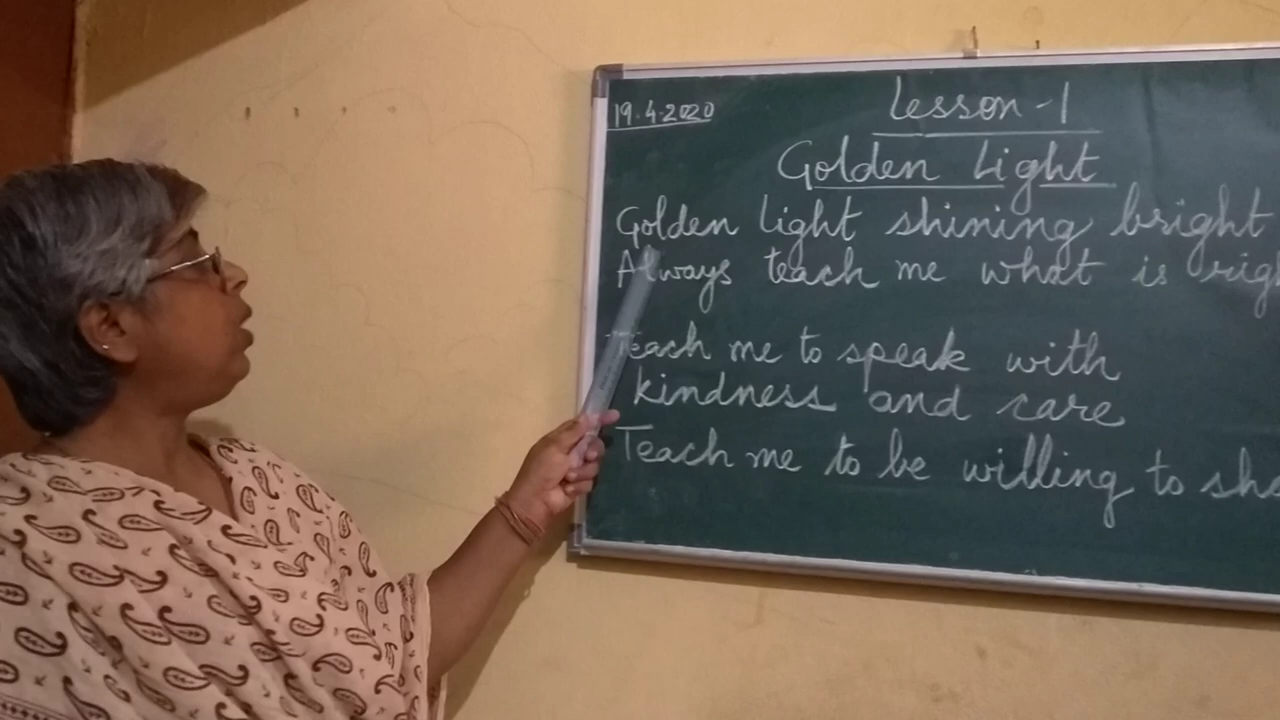 19.4.2020
Lesson-1
Golden Light
Golden light shining bright
Always teach me what is
Teach me to speak with
kindness and care
Teach me to be willing to